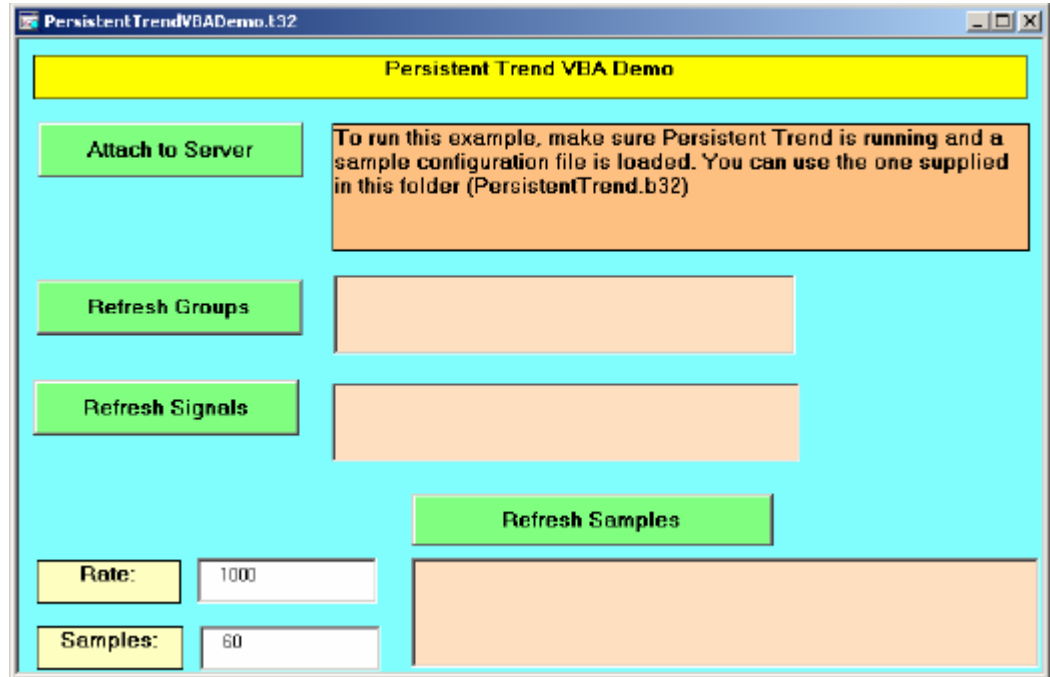 PersistentTrendVBADemo.t32
Persistent Trend VBA Demo
Attach to Server
To run this example, make sure Persistent Trend is running and a
sample configuration file is loaded. You can use the one supplied
in this folder (PersistentTrend.b32)
Refresh Groups
Refresh Signals
Refresh Samples
Rate:
1000
Samples:
60